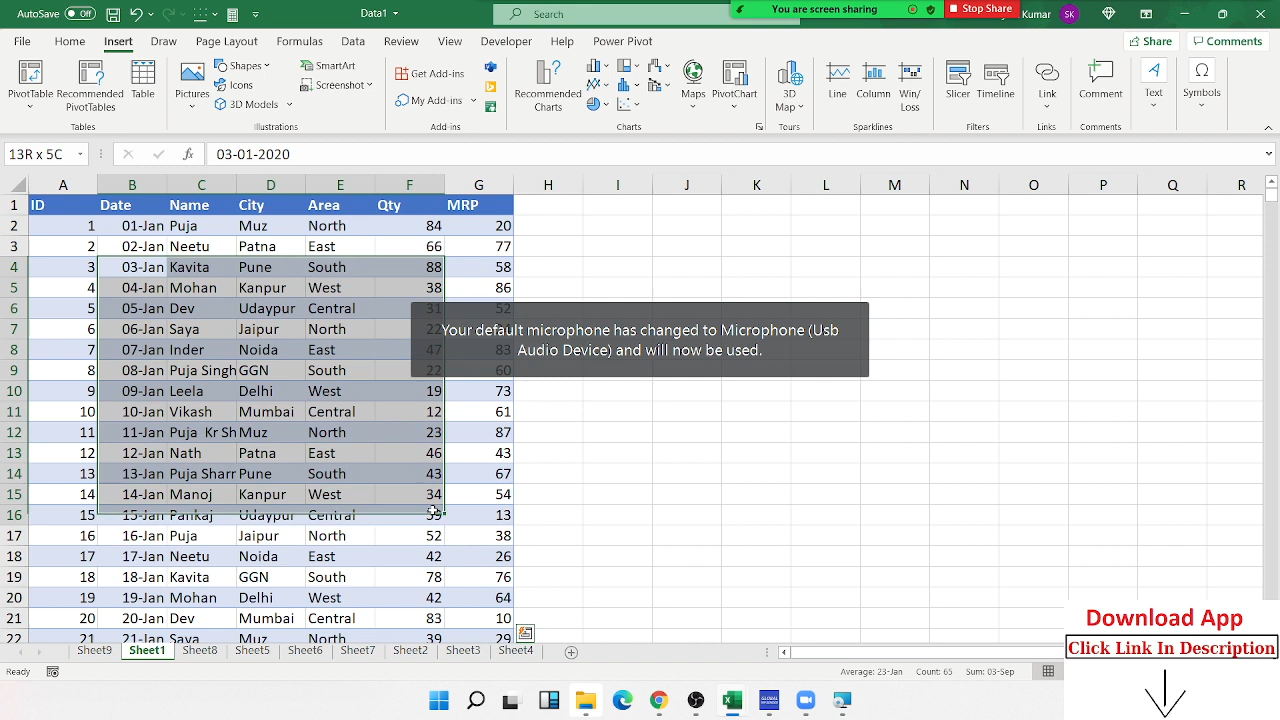 AutoSave Off Data1 Search You are screen sharing Stop Share Kumar SK
File Home Insert Draw Page Layout Formulas Data Review View Developer Help Power Pivot Share Comments
PivotTable Recommended PivotTables Table Pictures Shapes Icons 3D Models SmartArt Screenshot Get Add-ins My Add-ins Recommended Charts Maps PivotChart 3D Map Line Column Win/Loss Slicer Timeline Link Comment Text Symbols
Tables Illustrations Add-ins Charts Tours Sparklines Filters Links Comments
13R x 5C fx 03-01-2020
A B C D E F G H I J K L M N O P Q R
1 ID Date Name City Area Qty MRP
2 1 01-Jan Puja Muz North 84 20
3 2 02-Jan Neetu Patna East 66 77
4 3 03-Jan Kavita Pune South 88 58
5 4 04-Jan Mohan Kanpur West 38 86
6 5 05-Jan Dev Udaypur Central 31 52
7 6 06-Jan Saya Jaipur North
8 7 07-Jan Inder Noida East 47 83
9 8 08-Jan Puja Singh GGN South 22 60
10 9 09-Jan Leela Delhi West 19 73
11 10 10-Jan Vikash Mumbai Central 12 61
12 11 11-Jan Puja Kr Sh Muz North 23 87
13 12 12-Jan Nath Patna East 46 43
14 13 13-Jan Puja Sharr Pune South 43 67
15 14 14-Jan Manoj Kanpur West 34 54
16 15 15-Jan Pankaj Udaypur Central 13
17 16 16-Jan Puja Jaipur North 52 38
18 17 17-Jan Neetu Noida East 42 26
19 18 18-Jan Kavita GGN South 78 76
20 19 19-Jan Mohan Delhi West 42 64
21 20 20-Jan Dev Mumbai Central 83 10
22 21 21-Jan Saya Muz North 39 29
Your default microphone has changed to Microphone (Usb
Audio Device) and will now be used.
Sheet9 Sheet1 Sheet8 Sheet5 Sheet6 Sheet7 Sheet2 Sheet3 Sheet4
Ready Average: 23-Jan Count: 65 Sum: 03-Sep
Download App
Click Link In Description